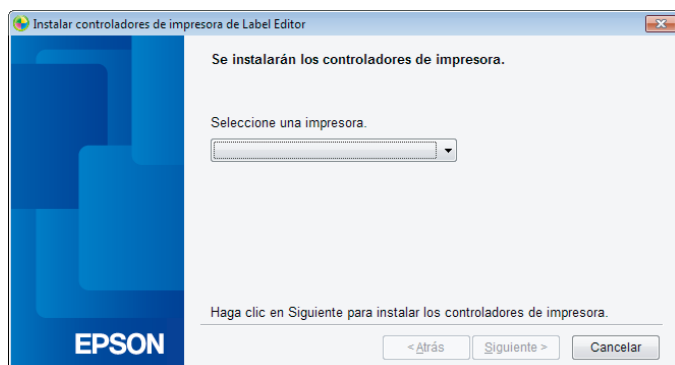 Instalar controladores de impresora de Label Editor
Se instalarán los controladores de impresora.
Seleccione una impresora.
Haga clic en Siguiente para instalar los controladores de impresora.
EPSON
< Atrás
Siguiente >
Cancelar